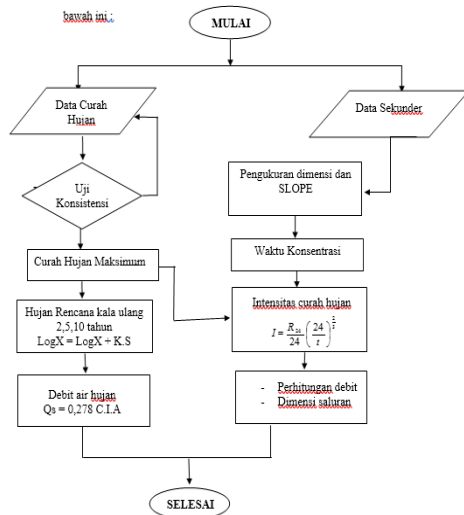 bawah ini :
MULAI
Data Curah
Hujan
Data Sekunder
Uji
Konsistensi
Pengukuran dimensi dan
SLOPE
Curah Hujan Maksimum
Waktu Konsentrasi
Hujan Rencana kala ulang
2,5,10 tahun
LogX = LogX + K.S
Intensitas curah hujan
I = R₂₄/24 (24/t)^⅔
Debit air hujan
Qs = 0,278 C.I.A
- Perhitungan debit
- Dimensi saluran
SELESAI